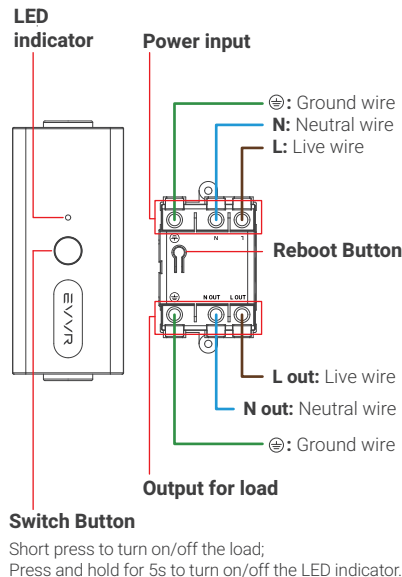 LED
indicator
Power input
⏚: Ground wire
N: Neutral wire
L: Live wire
N
L
Reboot Button
EVVR
N OUT
L OUT
L out: Live wire
N out: Neutral wire
⏚: Ground wire
Output for load
Switch Button
Short press to turn on/off the load;
Press and hold for 5s to turn on/off the LED indicator.